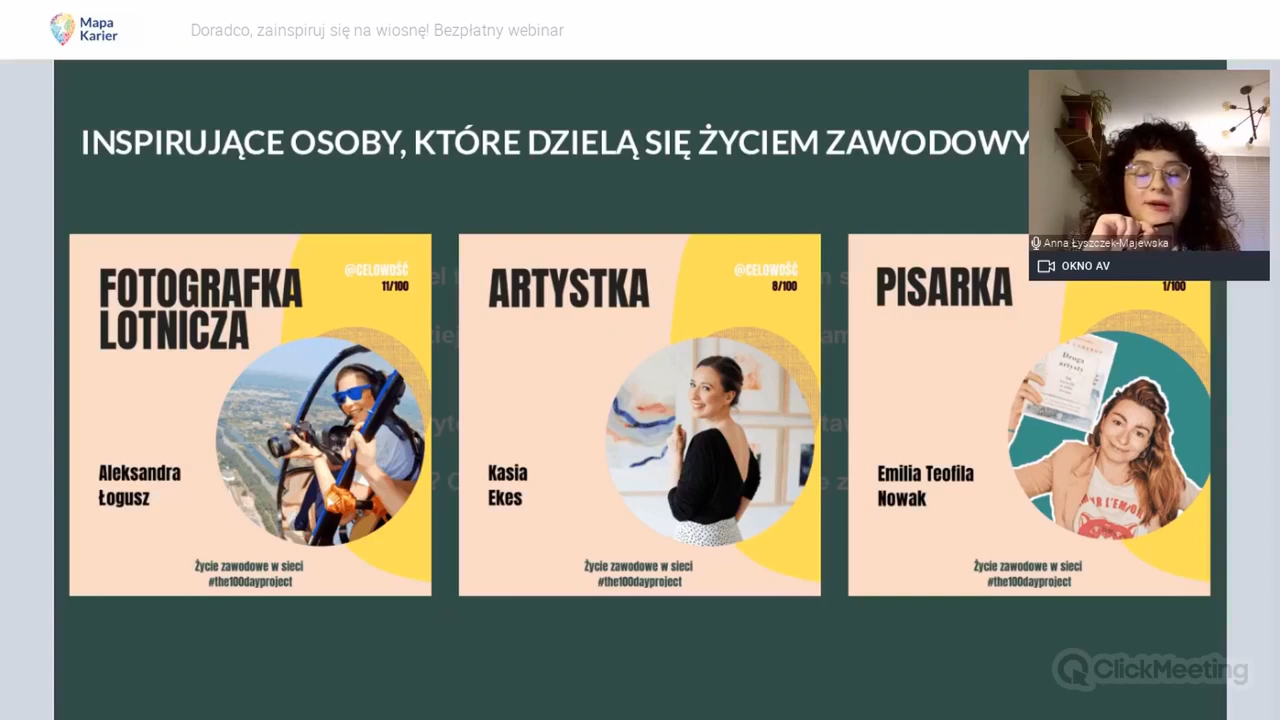 Mapa
Karier
Doradco, zainspiruj się na wiosnę! Bezpłatny webinar
INSPIRUJĄCE OSOBY, KTÓRE DZIELĄ SIĘ ŻYCIEM ZAWODOWY
Anna Łyszczek-Majewska
OKNO AV
FOTOGRAFKA
LOTNICZA
@CELOWOŚĆ
11/100
Aleksandra
Łogusz
Życie zawodowe w sieci
#the100dayproject
ARTYSTKA
@CELOWOŚĆ
8/100
Kasia
Ekes
Życie zawodowe w sieci
#the100dayproject
PISARKA
1/100
Droga
artysty
Emilia Teofila
Nowak
Życie zawodowe w sieci
#the100dayproject
ClickMeeting